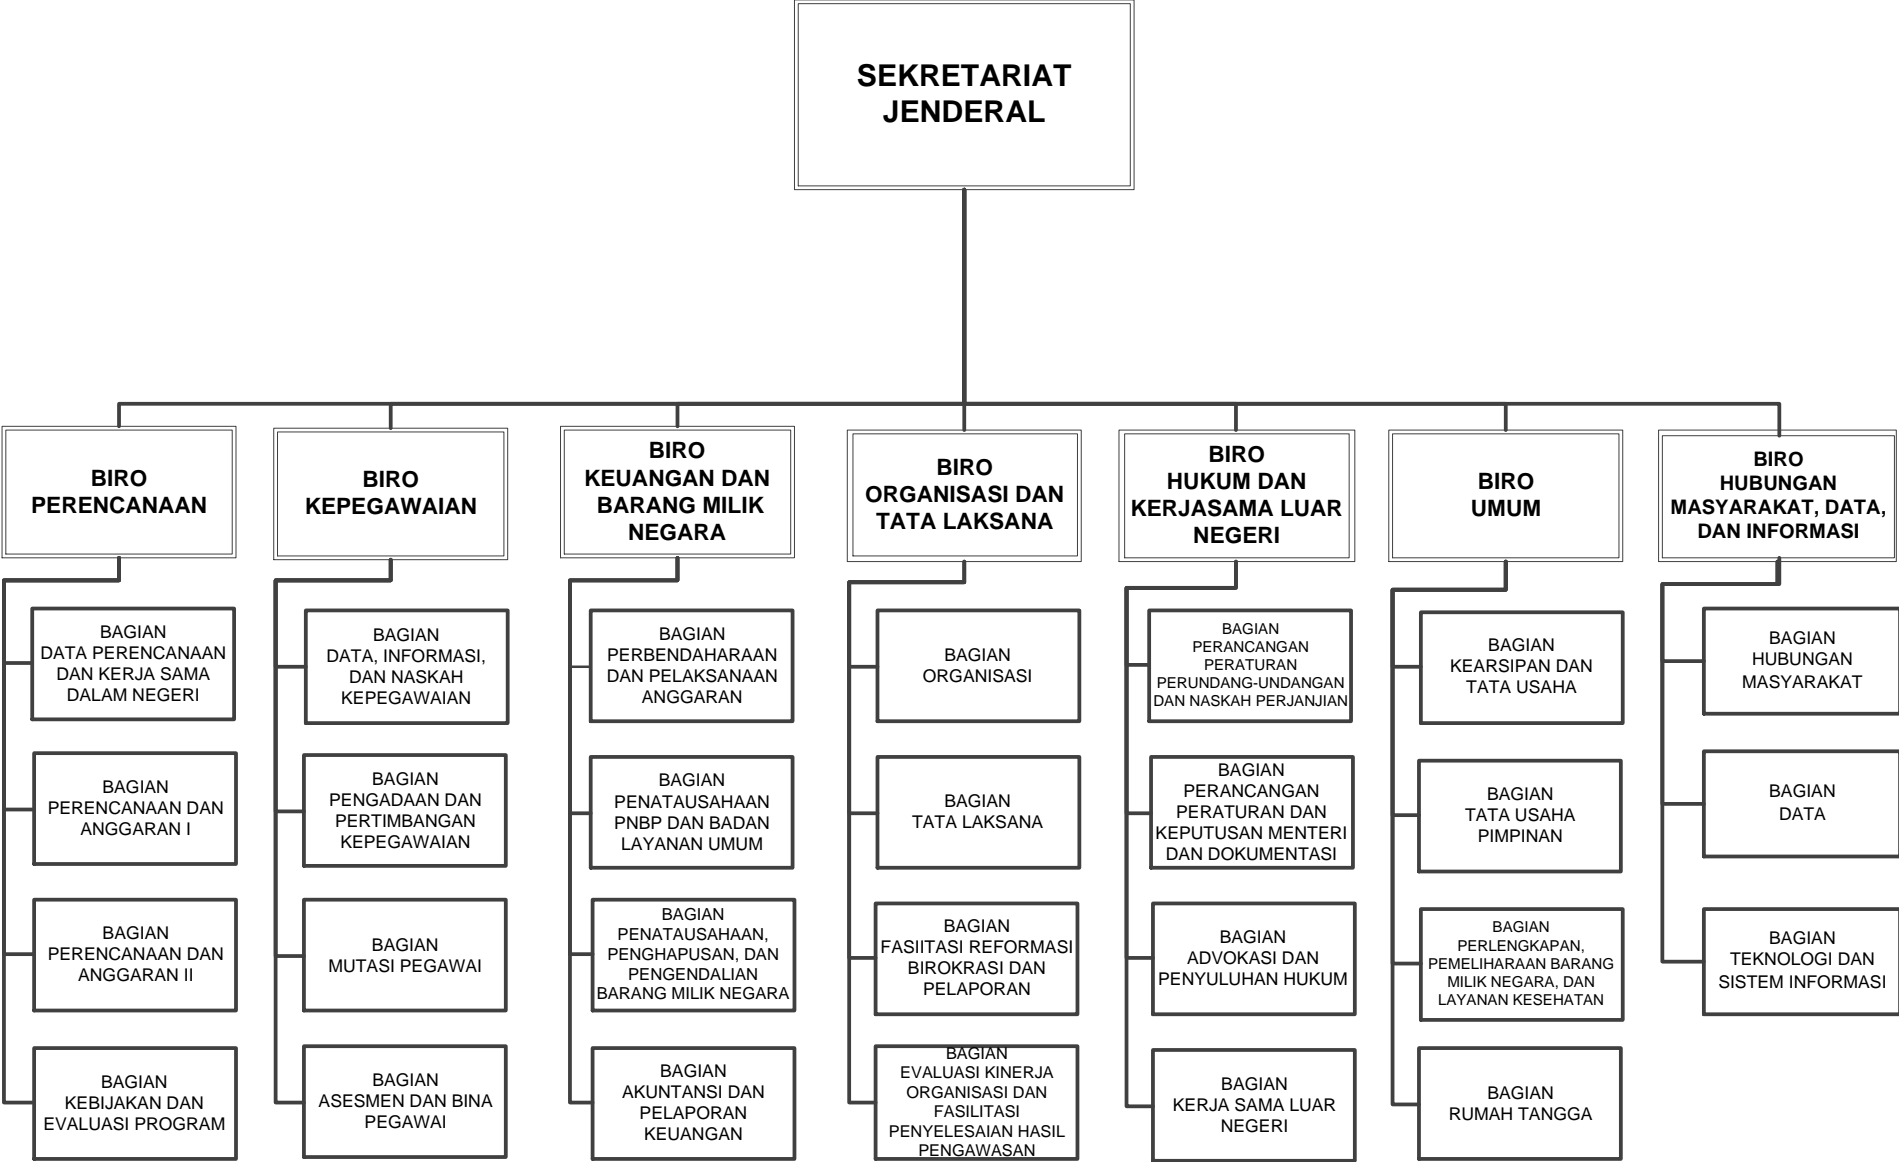 SEKRETARIAT
JENDERAL
BIRO
PERENCANAAN
BIRO
KEPEGAWAIAN
BIRO
KEUANGAN DAN
BARANG MILIK
NEGARA
BIRO
ORGANISASI DAN
TATA LAKSANA
BIRO
HUKUM DAN
KERJASAMA LUAR
NEGERI
BIRO
UMUM
BIRO
HUBUNGAN
MASYARAKAT, DATA,
DAN INFORMASI
BAGIAN
DATA PERENCANAAN
DAN KERJA SAMA
DALAM NEGERI
BAGIAN
DATA, INFORMASI,
DAN NASKAH
KEPEGAWAIAN
BAGIAN
PERBENDAHARAAN
DAN PELAKSANAAN
ANGGARAN
BAGIAN
ORGANISASI
BAGIAN
PERANCANGAN
PERATURAN
PERUNDANG-UNDANGAN
DAN NASKAH PERJANJIAN
BAGIAN
KEARSIPAN DAN
TATA USAHA
BAGIAN
HUBUNGAN
MASYARAKAT
BAGIAN
PERENCANAAN DAN
ANGGARAN I
BAGIAN
PENGADAAN DAN
PERTIMBANGAN
KEPEGAWAIAN
BAGIAN
PENATAUSAHAAN
PNBP DAN BADAN
LAYANAN UMUM
BAGIAN
TATA LAKSANA
BAGIAN
PERANCANGAN
PERATURAN DAN
KEPUTUSAN MENTERI
DAN DOKUMENTASI
BAGIAN
TATA USAHA
PIMPINAN
BAGIAN
DATA
BAGIAN
PERENCANAAN DAN
ANGGARAN II
BAGIAN
MUTASI PEGAWAI
BAGIAN
PENATAUSAHAAN,
PENGHAPUSAN, DAN
PENGENDALIAN
BARANG MILIK NEGARA
BAGIAN
FASIITASI REFORMASI
BIROKRASI DAN
PELAPORAN
BAGIAN
ADVOKASI DAN
PENYULUHAN HUKUM
BAGIAN
PERLENGKAPAN,
PEMELIHARAAN BARANG
MILIK NEGARA, DAN
LAYANAN KESEHATAN
BAGIAN
TEKNOLOGI DAN
SISTEM INFORMASI
BAGIAN
KEBIJAKAN DAN
EVALUASI PROGRAM
BAGIAN
ASESMEN DAN BINA
PEGAWAI
BAGIAN
AKUNTANSI DAN
PELAPORAN
KEUANGAN
BAGIAN
EVALUASI KINERJA
ORGANISASI DAN
FASILITASI
PENYELESAIAN HASIL
PENGAWASAN
BAGIAN
KERJA SAMA LUAR
NEGERI
BAGIAN
RUMAH TANGGA